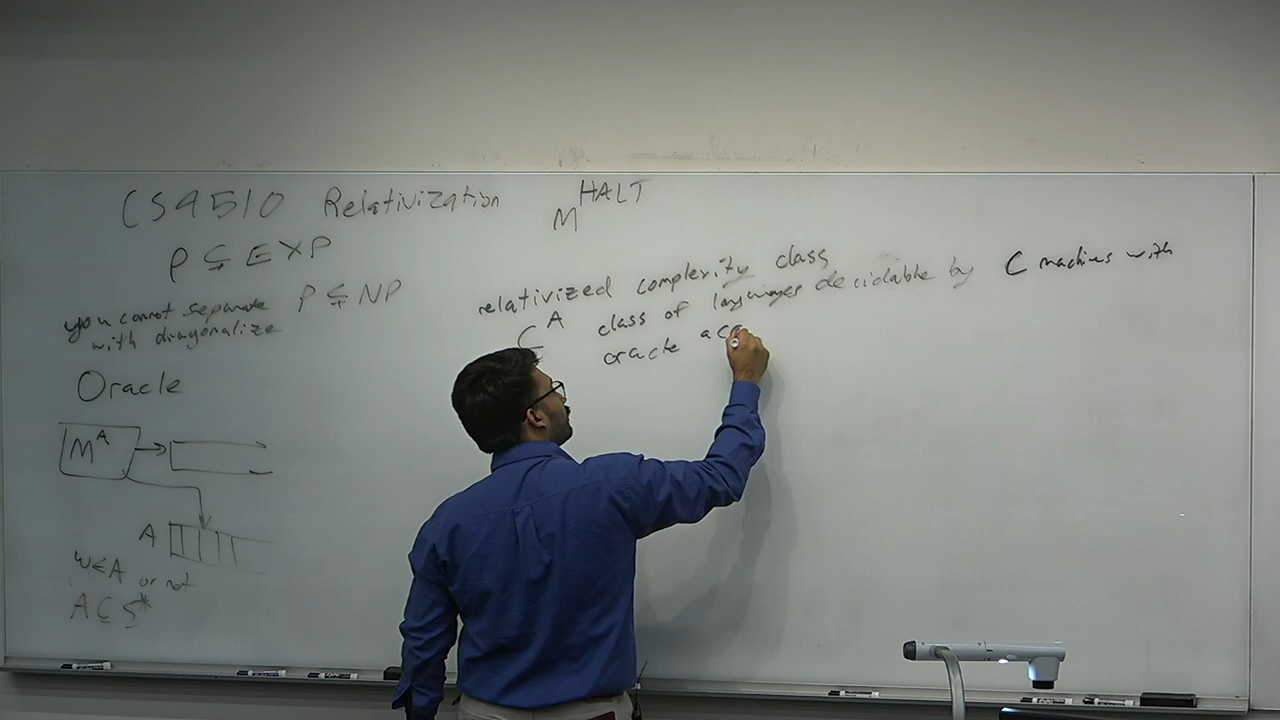 CS4510 Relativization
P ⊊ EXP
you cannot separate P ⊊ NP
with diagonalize
Oracle
M^A
A
w∈A or not
A ⊆ Σ*
M^HALT
relativized complexity class
C^A class of languages decidable by C machines with
oracle acc